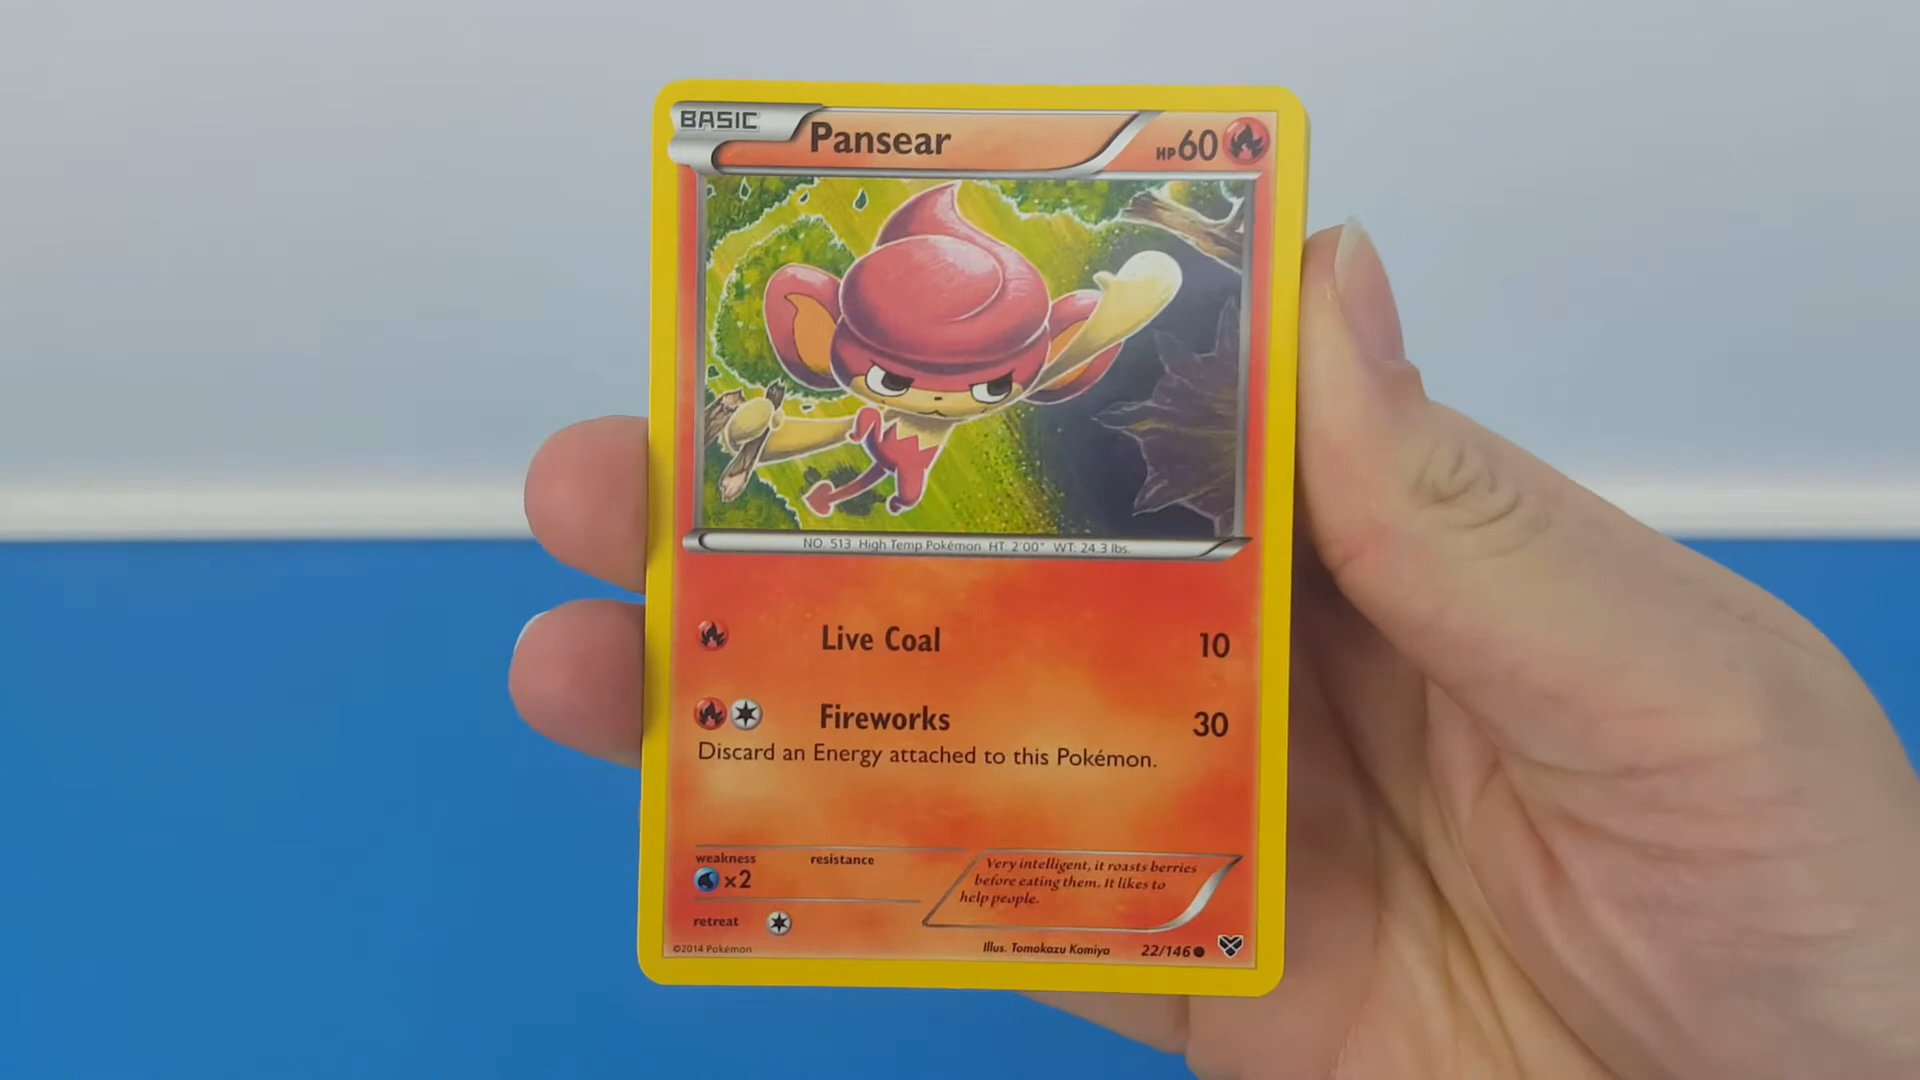 BASIC
Pansear
HP60
NO. 513 High Temp Pokémon HT: 2'00" WT: 24.3 lbs.
Live Coal 10
Fireworks 30
Discard an Energy attached to this Pokémon.
weakness resistance
x2
retreat
Very intelligent, it roasts berries
before eating them. It likes to
help people.
©2014 Pokémon
Illus. Tomokazu Komiya
22/146